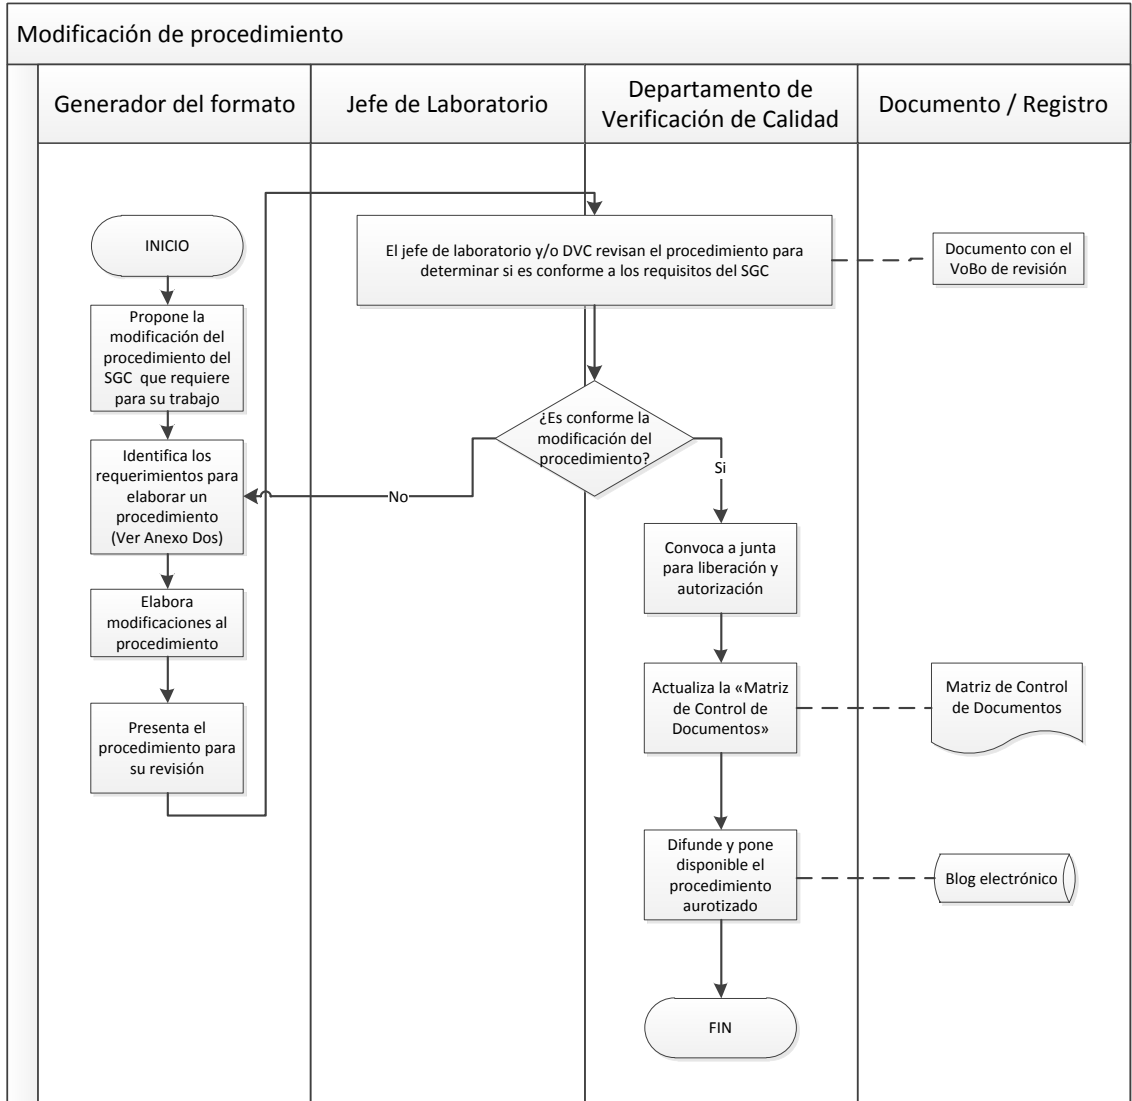 Modificación de procedimiento
Generador del formato
Jefe de Laboratorio
Departamento de
Verificación de Calidad
Documento / Registro
INICIO
Propone la
modificación del
procedimiento del
SGC que requiere
para su trabajo
Identifica los
requerimientos para
elaborar un
procedimiento
(Ver Anexo Dos)
Elabora
modificaciones al
procedimiento
Presenta el
procedimiento para
su revisión
El jefe de laboratorio y/o DVC revisan el procedimiento para
determinar si es conforme a los requisitos del SGC
Documento con el
VoBo de revisión
¿Es conforme la
modificación del
procedimiento?
No
Si
Convoca a junta
para liberación y
autorización
Actualiza la «Matriz
de Control de
Documentos»
Matriz de Control
de Documentos
Difunde y pone
disponible el
procedimiento
aurotizado
Blog electrónico
FIN